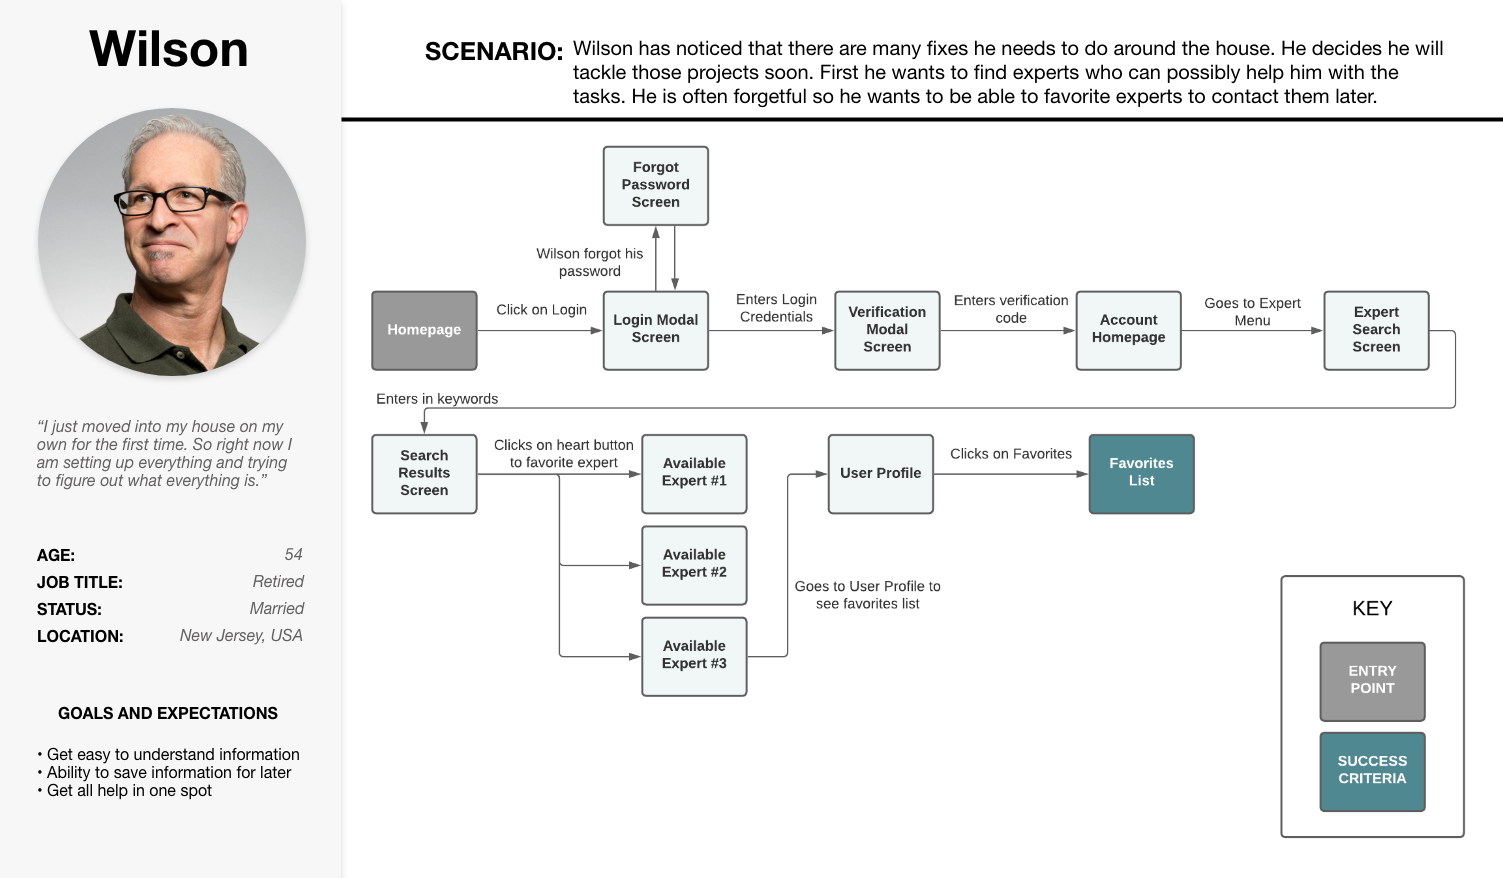 Wilson
“I just moved into my house on my
own for the first time. So right now I
am setting up everything and trying
to figure out what everything is.”
AGE: 54
JOB TITLE: Retired
STATUS: Married
LOCATION: New Jersey, USA
GOALS AND EXPECTATIONS
• Get easy to understand information
• Ability to save information for later
• Get all help in one spot
SCENARIO: Wilson has noticed that there are many fixes he needs to do around the house. He decides he will
tackle those projects soon. First he wants to find experts who can possibly help him with the
tasks. He is often forgetful so he wants to be able to favorite experts to contact them later.
Forgot
Password
Screen
Wilson forgot his
password
Homepage
Click on Login
Login Modal
Screen
Enters Login
Credentials
Verification
Modal
Screen
Enters verification
code
Account
Homepage
Goes to Expert
Menu
Expert
Search
Screen
Enters in keywords
Search
Results
Screen
Clicks on heart button
to favorite expert
Available
Expert #1
Available
Expert #2
Available
Expert #3
Goes to User Profile to
see favorites list
User Profile
Clicks on Favorites
Favorites
List
KEY
ENTRY
POINT
SUCCESS
CRITERIA